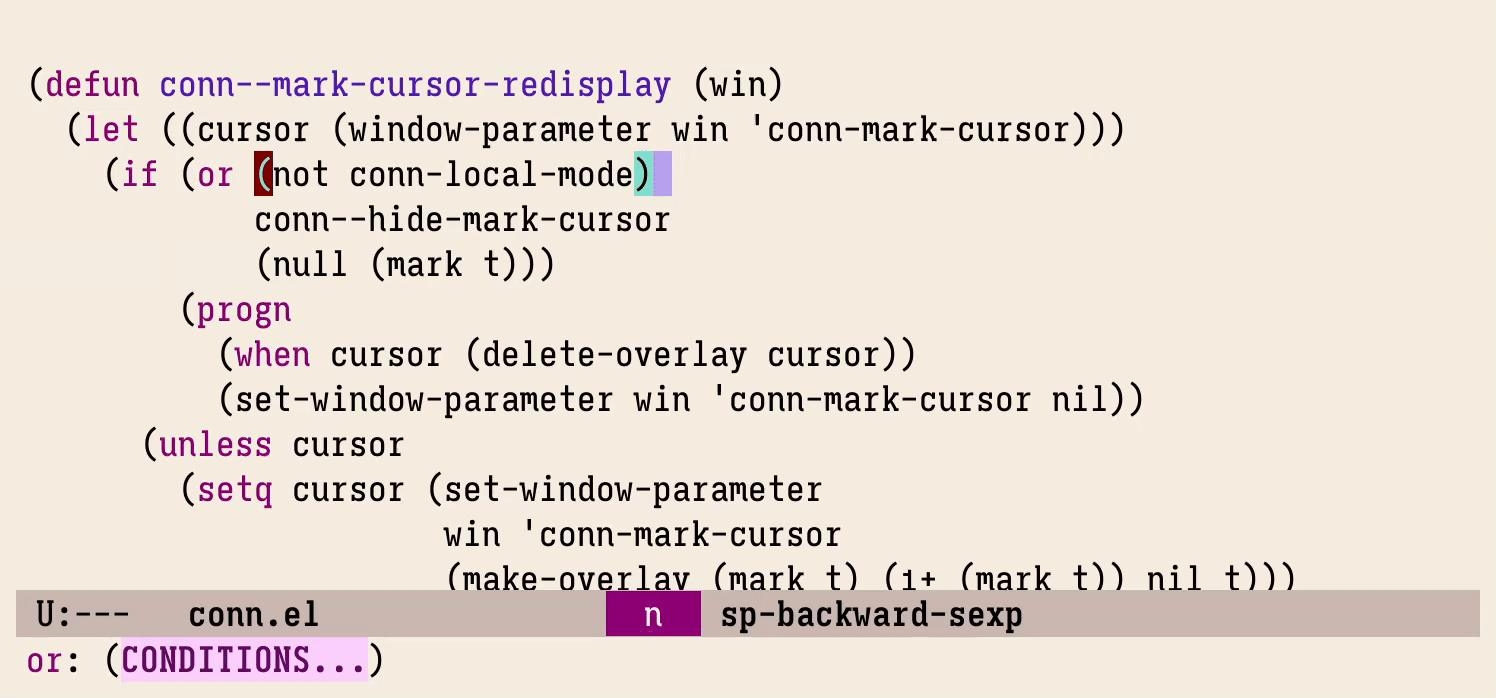 (defun conn--mark-cursor-redisplay (win)
  (let ((cursor (window-parameter win 'conn-mark-cursor)))
    (if (or (not conn-local-mode)
            conn--hide-mark-cursor
            (null (mark t)))
        (progn
          (when cursor (delete-overlay cursor))
          (set-window-parameter win 'conn-mark-cursor nil))
      (unless cursor
        (setq cursor (set-window-parameter
                      win 'conn-mark-cursor
                      (make-overlay (mark t) (1+ (mark t)) nil t)))
U:--- conn.el n sp-backward-sexp
or: (CONDITIONS...)